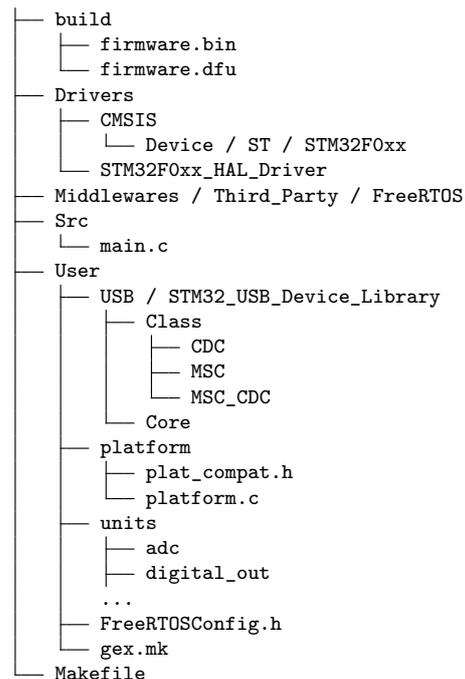 build
firmware.bin
firmware.dfu
Drivers
CMSIS
Device / ST / STM32F0xx
STM32F0xx_HAL_Driver
Middlewares / Third_Party / FreeRTOS
Src
main.c
User
USB / STM32_USB_Device_Library
Class
CDC
MSC
MSC_CDC
Core
platform
plat_compat.h
platform.c
units
adc
digital_out
...
FreeRTOSConfig.h
gex.mk
Makefile